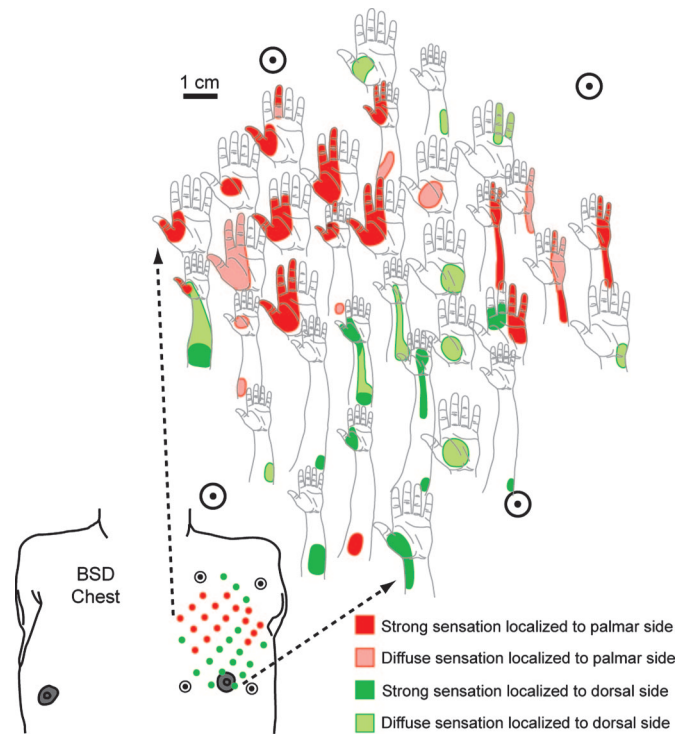 1 cm
BSD
Chest
Strong sensation localized to palmar side
Diffuse sensation localized to palmar side
Strong sensation localized to dorsal side
Diffuse sensation localized to dorsal side